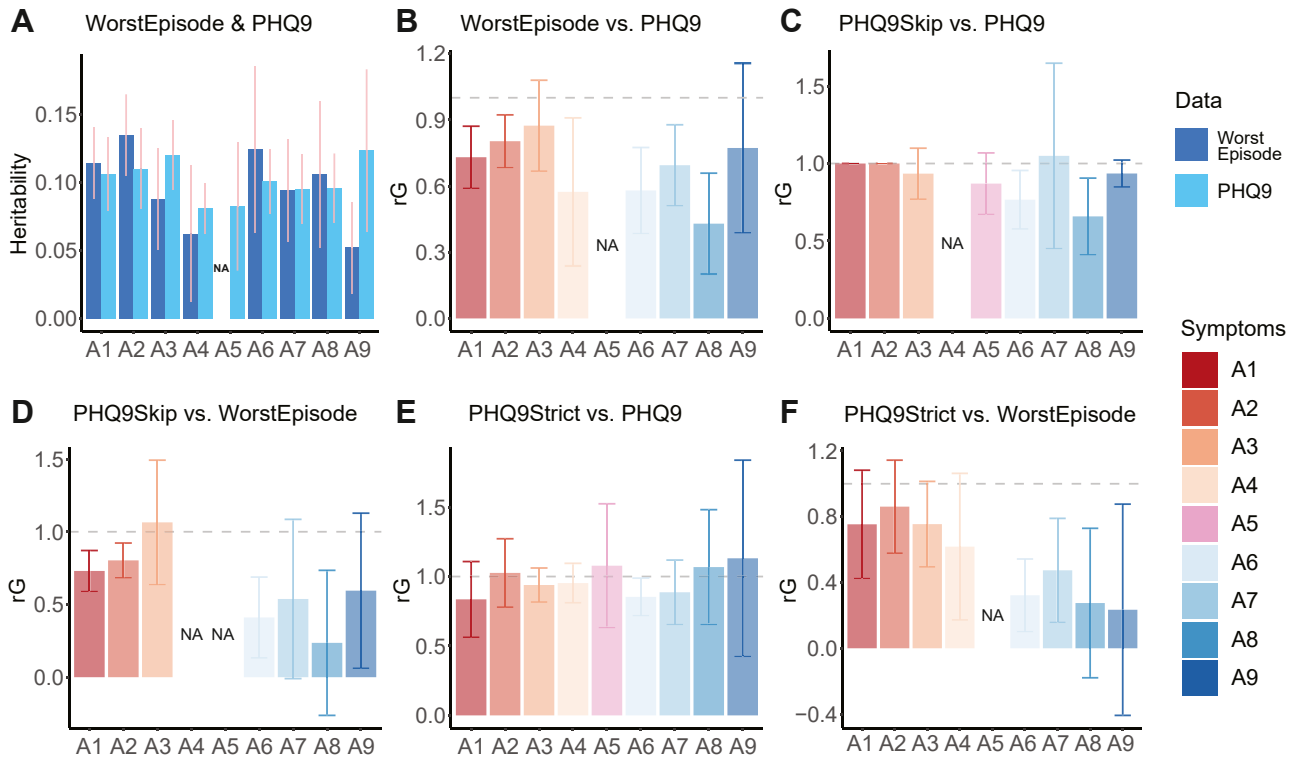 A WorstEpisode & PHQ9
Heritability
0.15
0.10
0.05
0.00
NA
A1 A2 A3 A4 A5 A6 A7 A8 A9
B WorstEpisode vs. PHQ9
rG
1.2
0.9
0.6
0.3
0.0
NA
A1 A2 A3 A4 A5 A6 A7 A8 A9
C PHQ9Skip vs. PHQ9
rG
1.5
1.0
0.5
0.0
NA
A1 A2 A3 A4 A5 A6 A7 A8 A9
Data
Worst
Episode
PHQ9
Symptoms
A1
A2
A3
A4
A5
A6
A7
A8
A9
D PHQ9Skip vs. WorstEpisode
rG
1.5
1.0
0.5
0.0
NA NA
A1 A2 A3 A4 A5 A6 A7 A8 A9
E PHQ9Strict vs. PHQ9
rG
1.5
1.0
0.5
0.0
A1 A2 A3 A4 A5 A6 A7 A8 A9
F PHQ9Strict vs. WorstEpisode
rG
1.2
0.8
0.4
0.0
−0.4
NA
A1 A2 A3 A4 A5 A6 A7 A8 A9